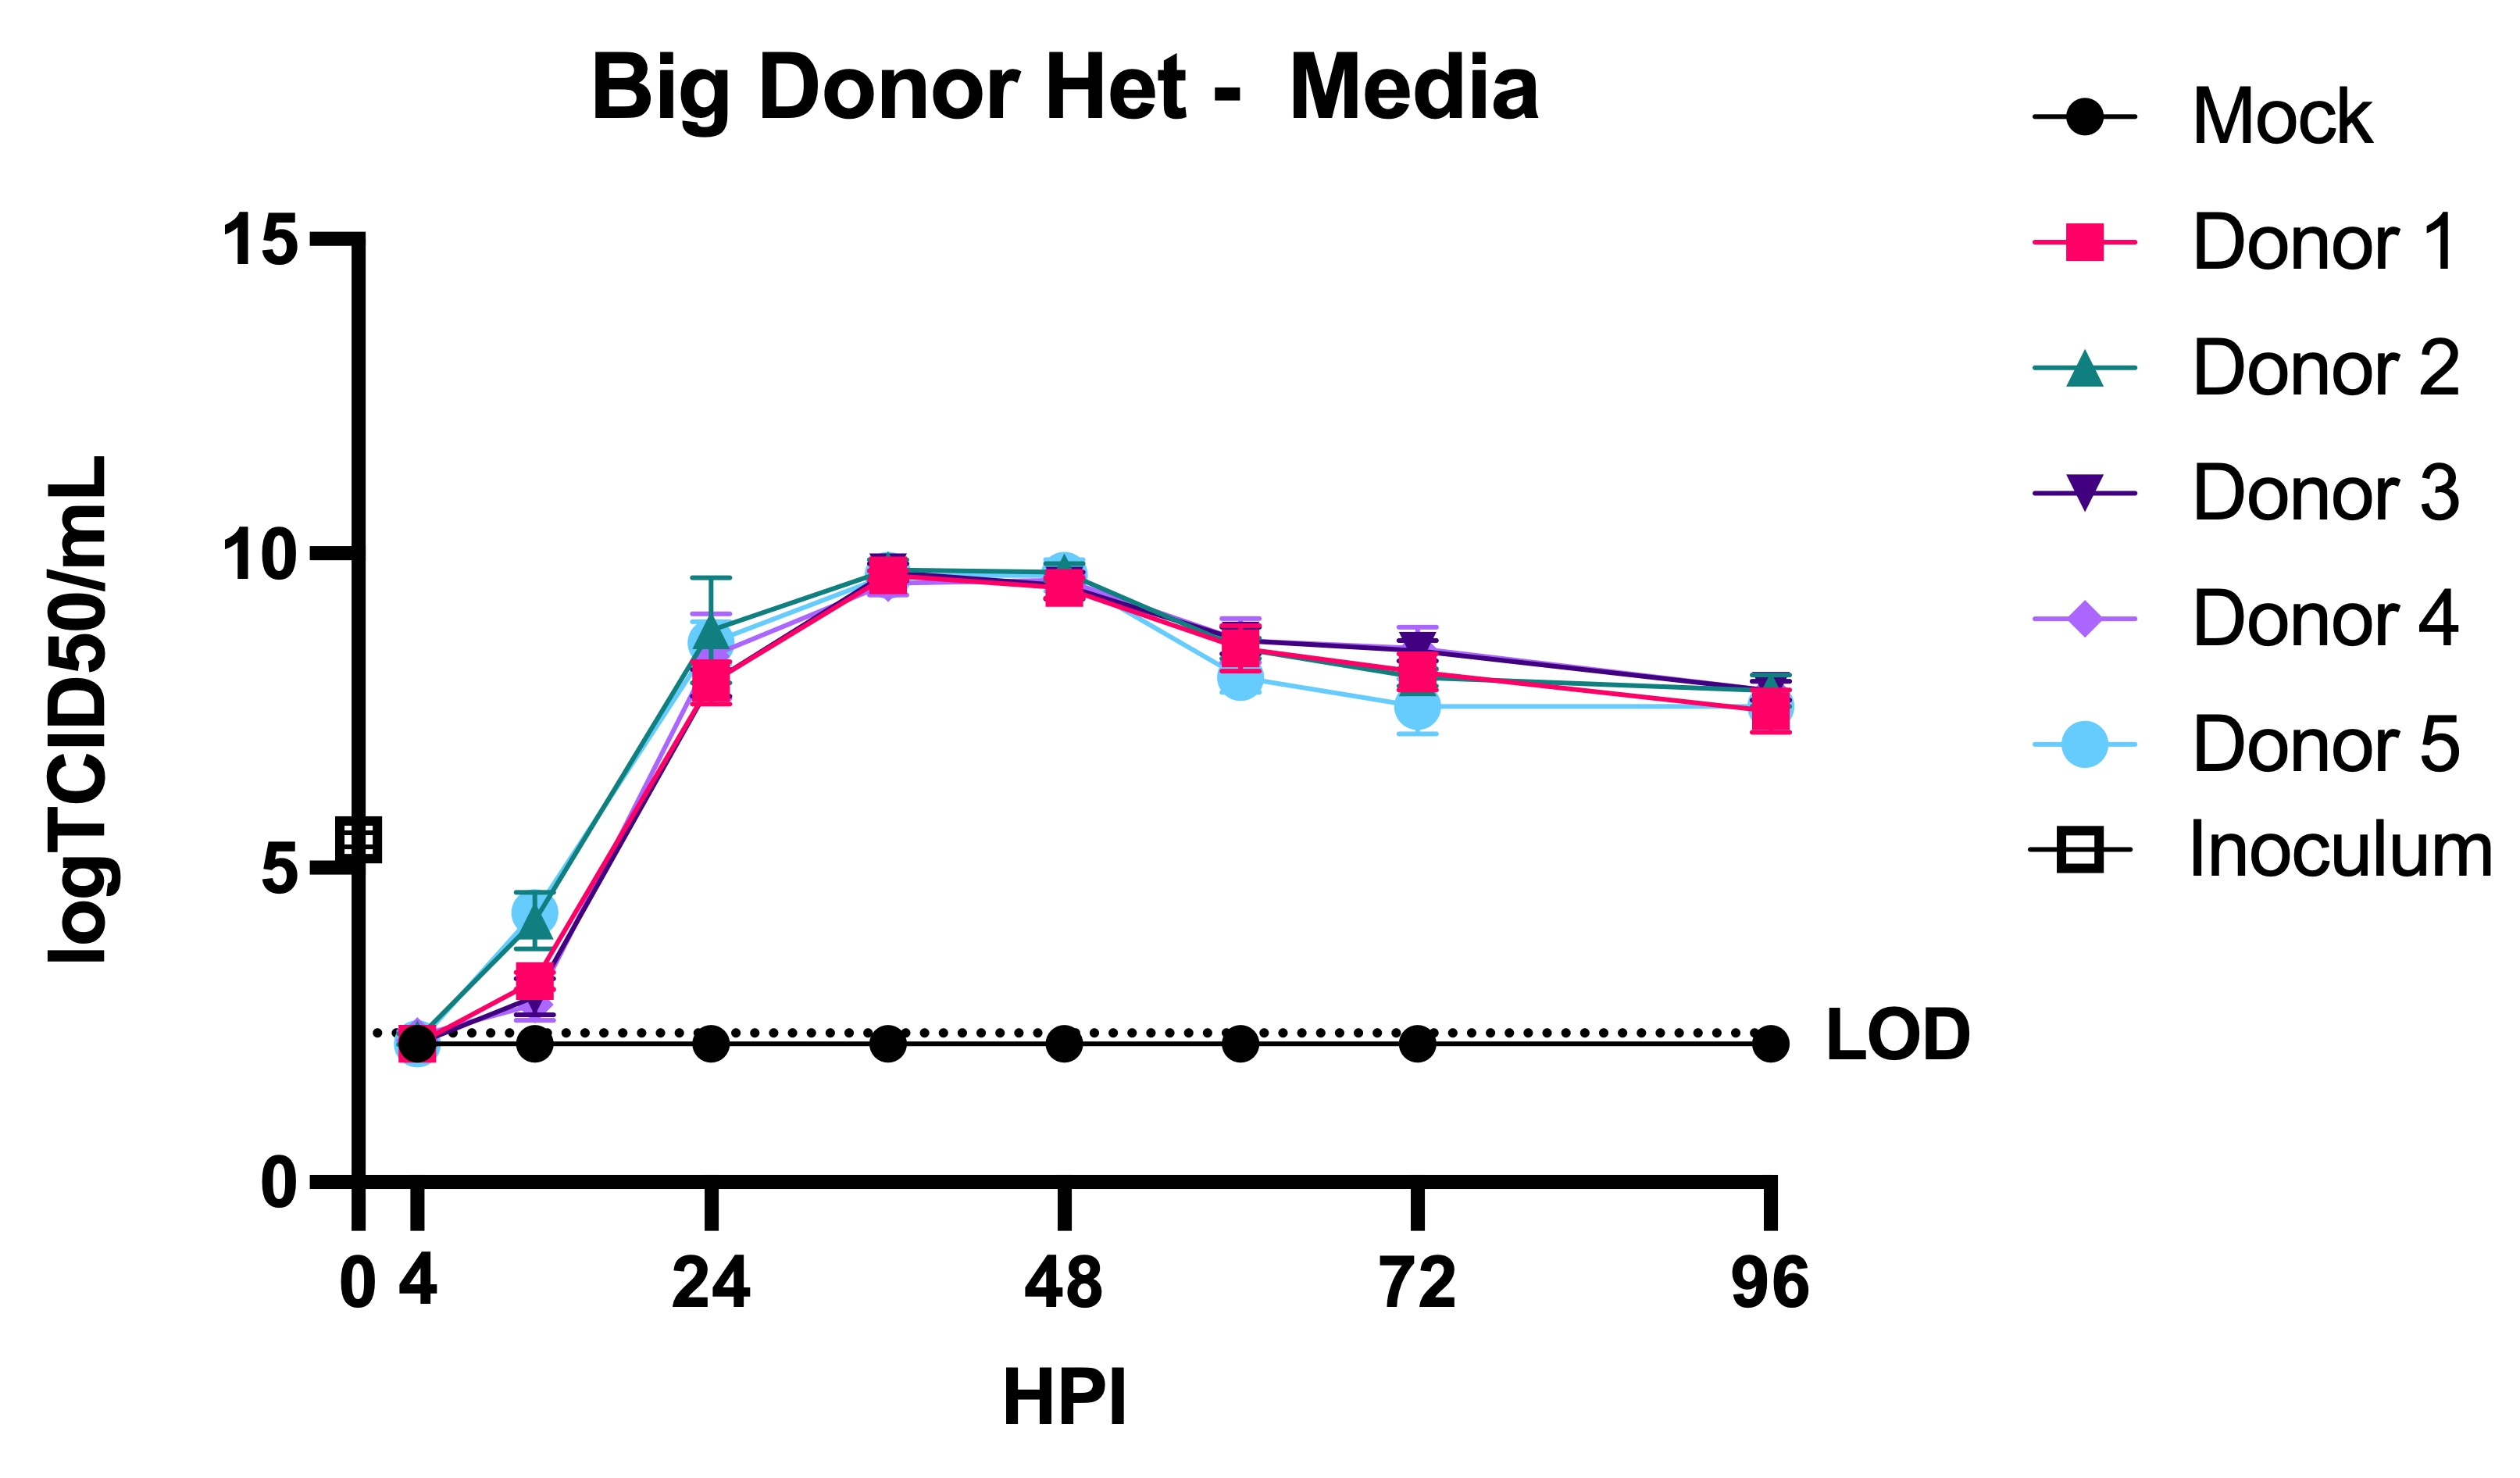 Big Donor Het -  Media
Mock
Donor 1
Donor 2
Donor 3
Donor 4
Donor 5
Inoculum
logTCID50/mL
15
10
5
0
LOD
0 4 24 48 72 96
HPI